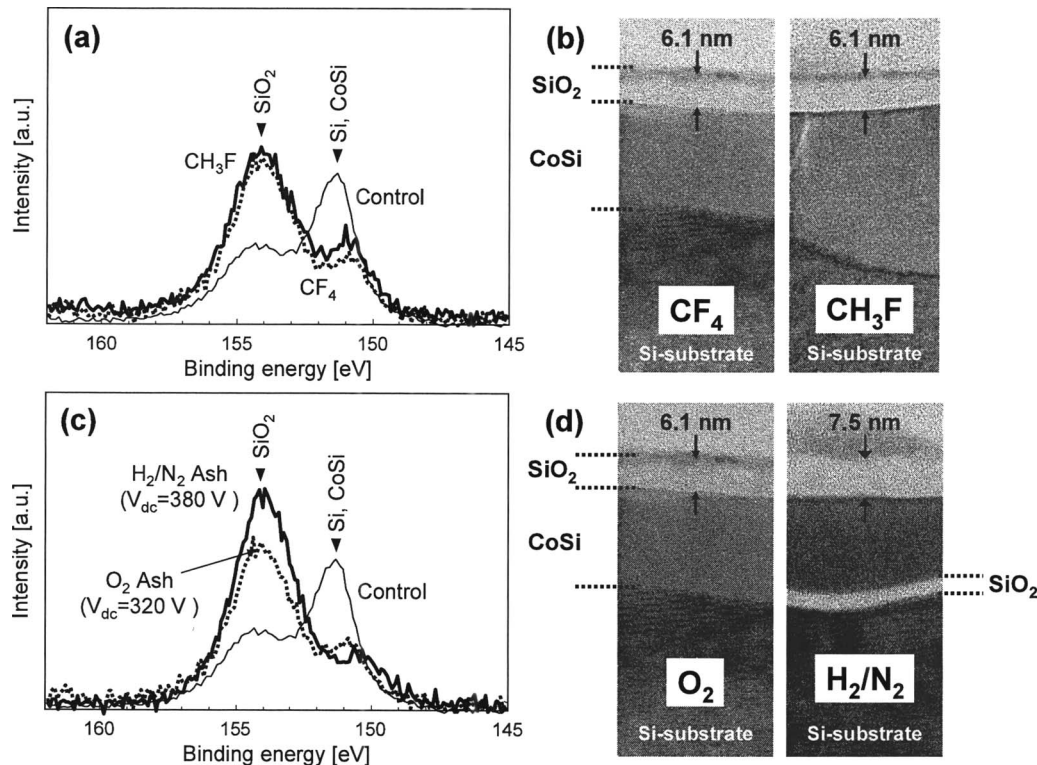 (a)
Intensity [a.u.]
SiO₂
Si, CoSi
CH₃F
Control
CF₄
160 155 150 145
Binding energy [eV]
(b)
6.1 nm 6.1 nm
SiO₂
CoSi
CF₄ CH₃F
Si-substrate Si-substrate
(c)
Intensity [a.u.]
SiO₂
Si, CoSi
H₂/N₂ Ash
(V_dc=380 V)
O₂ Ash
(V_dc=320 V)
Control
160 155 150 145
Binding energy [eV]
(d)
6.1 nm 7.5 nm
SiO₂
CoSi
SiO₂
O₂ H₂/N₂
Si-substrate Si-substrate